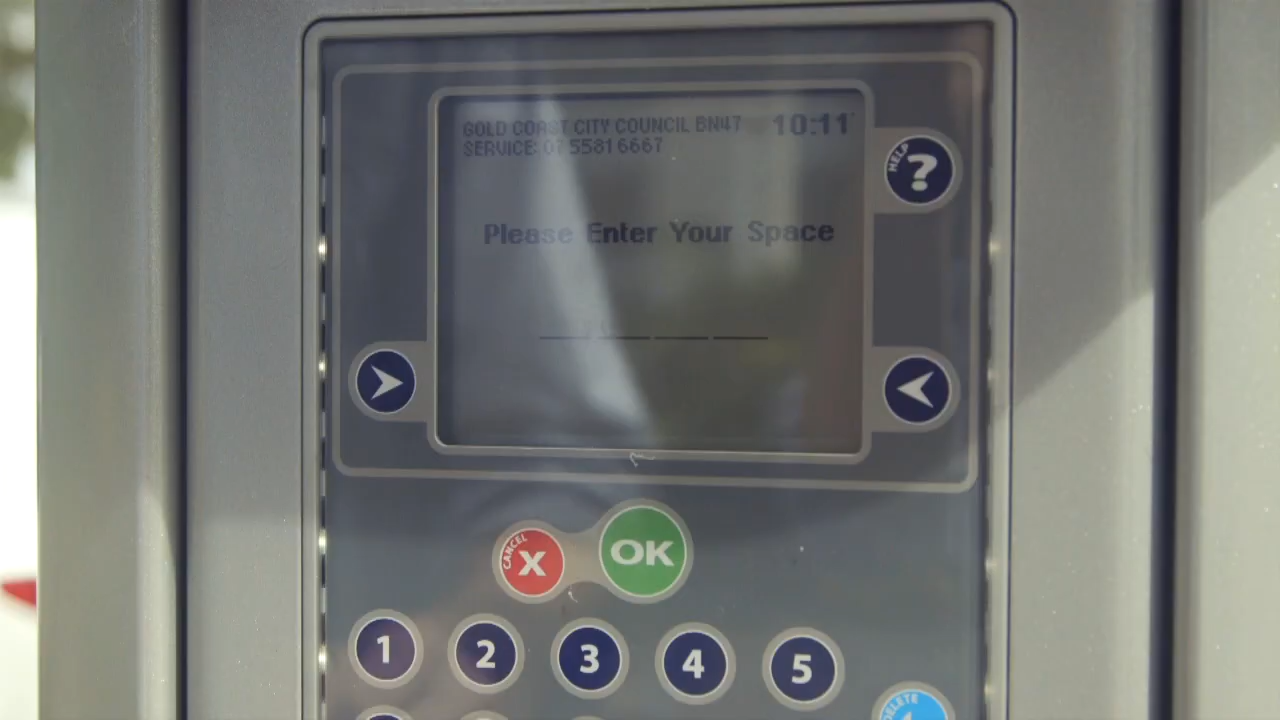 GOLD COAST CITY COUNCIL BN47 10:11
SERVICE: 07 5581 6667
HELP ?
Please Enter Your Space
CANCEL X
OK
1 2 3 4 5
DELETE